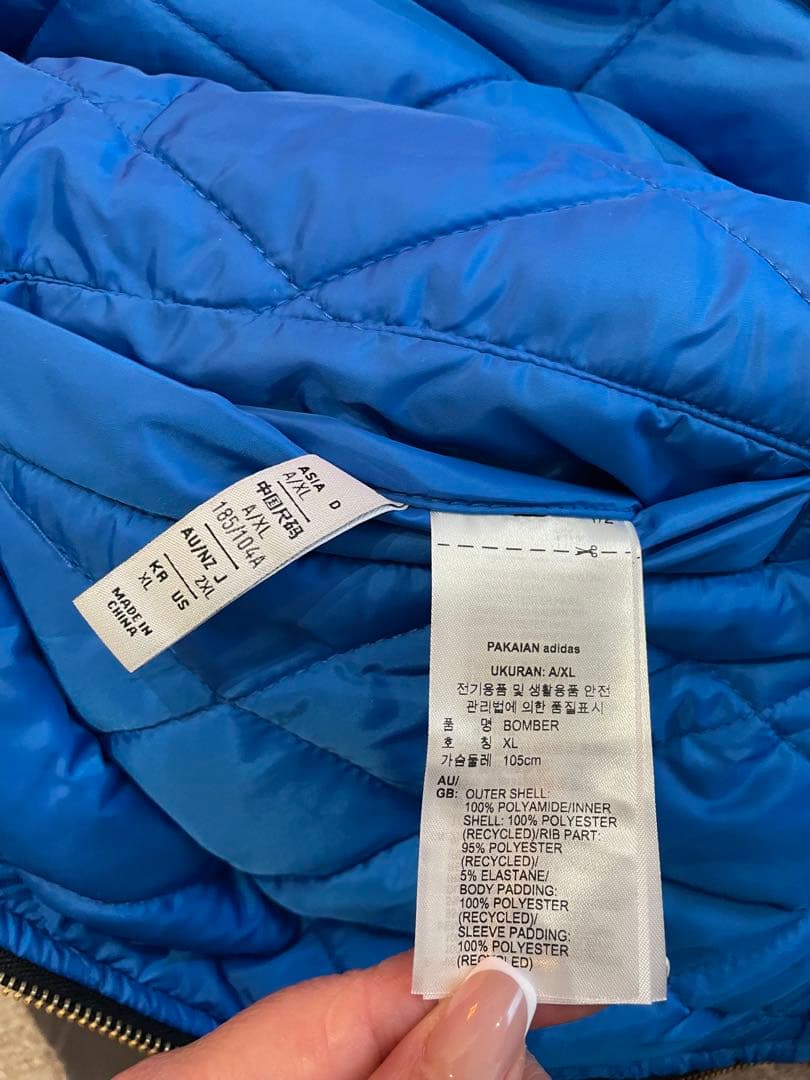 ASIA D
A/XL
中国尺码
A/XL
185/104A
AU/NZ J
2XL
KR US
XL
MADE IN
CHINA
1/2
PAKAIAN adidas
UKURAN: A/XL
전기용품 및 생활용품 안전
관리법에 의한 품질표시
품 명 BOMBER
호 칭 XL
가슴둘레 105cm
AU/
GB: OUTER SHELL:
100% POLYAMIDE/INNER
SHELL: 100% POLYESTER
(RECYCLED)/RIB PART:
95% POLYESTER
(RECYCLED)/
5% ELASTANE/
BODY PADDING:
100% POLYESTER
(RECYCLED)/
SLEEVE PADDING:
100% POLYESTER
(RECYCLED)